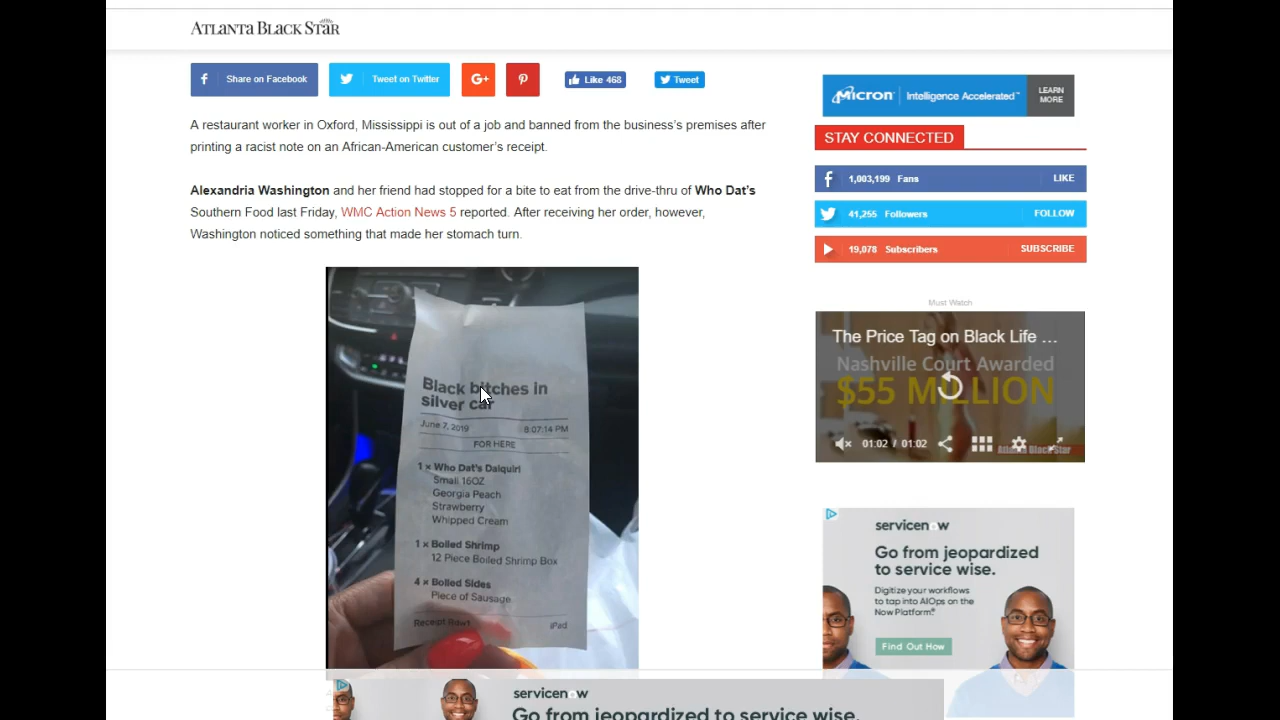 ATLANTA BLACK STAR
Share on Facebook
Tweet on Twitter
G+
Like 468
Tweet
A restaurant worker in Oxford, Mississippi is out of a job and banned from the business's premises after
printing a racist note on an African-American customer's receipt.
Alexandria Washington and her friend had stopped for a bite to eat from the drive-thru of Who Dat's
Southern Food last Friday, WMC Action News 5 reported. After receiving her order, however,
Washington noticed something that made her stomach turn.
Black bitches in
silver car
June 7, 2019 8:07:14 PM
FOR HERE
1 x Who Dat's Daiquiri
Small 16OZ
Georgia Peach
Strawberry
Whipped Cream
1 x Boiled Shrimp
12 Piece Boiled Shrimp Box
4 x Boiled Sides
Piece of Sausage
Receipt
iPad
Micron Intelligence Accelerated™
LEARN
MORE
STAY CONNECTED
1,003,199 Fans LIKE
41,255 Followers FOLLOW
19,078 Subscribers SUBSCRIBE
Must Watch
The Price Tag on Black Life ...
Nashville Court Awarded
$55 MILLION
01:02 / 01:02
Atlanta Black Star
servicenow
Go from jeopardized
to service wise.
Digitize your workflows
to tap into AIOps on the
Now Platform.®
Find Out How
servicenow
Go from jeopardized to service wise.